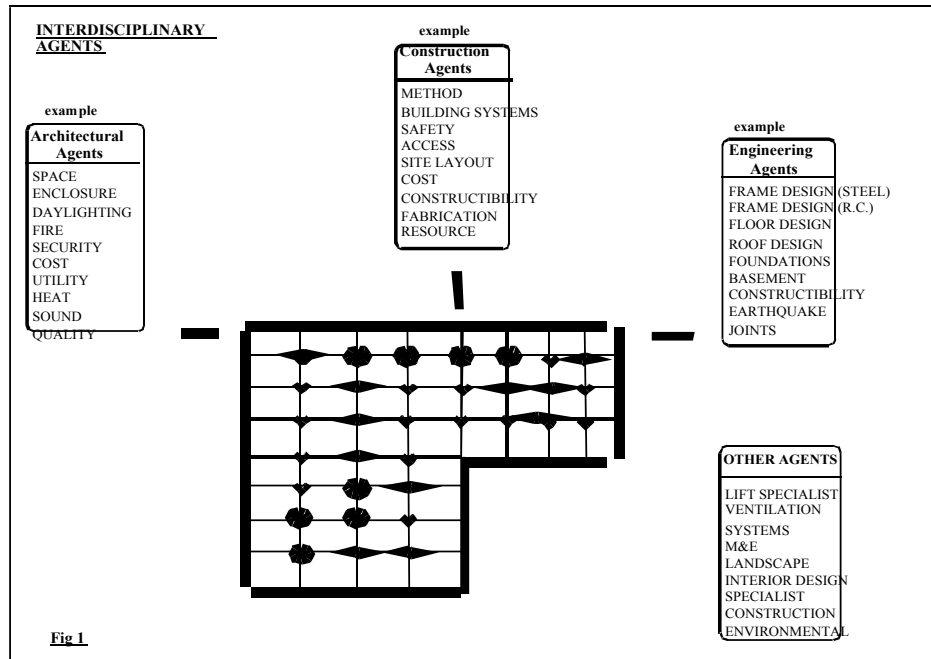 INTERDISCIPLINARY
AGENTS
example
Construction
Agents
METHOD
BUILDING SYSTEMS
SAFETY
ACCESS
SITE LAYOUT
COST
CONSTRUCTIBILITY
FABRICATION
RESOURCE
example
Architectural
Agents
SPACE
ENCLOSURE
DAYLIGHTING
FIRE
SECURITY
COST
UTILITY
HEAT
SOUND
QUALITY
example
Engineering
Agents
FRAME DESIGN (STEEL)
FRAME DESIGN (R.C.)
FLOOR DESIGN
ROOF DESIGN
FOUNDATIONS
BASEMENT
CONSTRUCTIBILITY
EARTHQUAKE
JOINTS
OTHER AGENTS
LIFT SPECIALIST
VENTILATION
SYSTEMS
M&E
LANDSCAPE
INTERIOR DESIGN
SPECIALIST
CONSTRUCTION
ENVIRONMENTAL
Fig 1